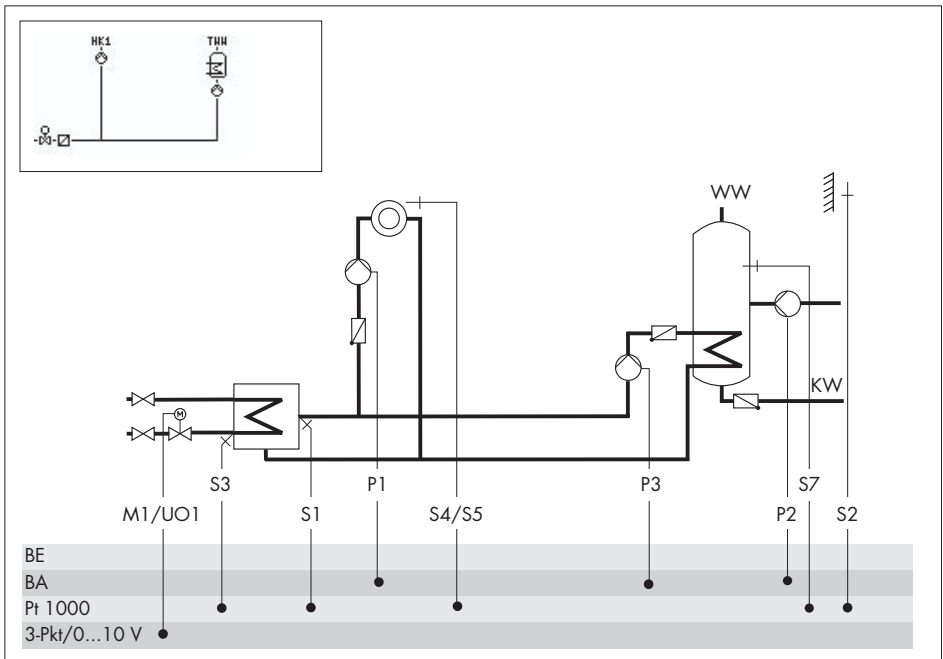 HK1 TWW
WW
M
KW
S3 P1 P3 S7
M1/UO1 S1 S4/S5 P2 S2
BE
BA
Pt 1000
3-Pkt/0...10 V